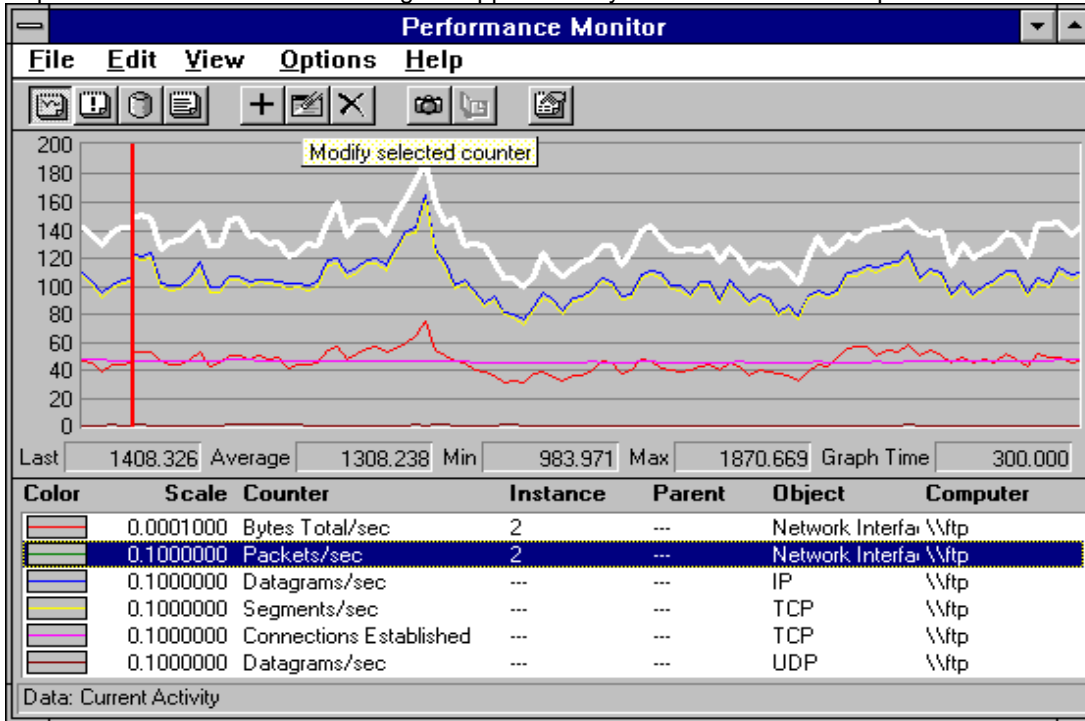 Performance Monitor
File Edit View Options Help
Modify selected counter
200
180
160
140
120
100
80
60
40
20
0
Last 1408.326 Average 1308.238 Min 983.971 Max 1870.669 Graph Time 300.000
Color Scale Counter Instance Parent Object Computer
0.0001000 Bytes Total/sec 2 --- Network Interfa \\ftp
0.1000000 Packets/sec 2 --- Network Interfa \\ftp
0.1000000 Datagrams/sec --- --- IP \\ftp
0.1000000 Segments/sec --- --- TCP \\ftp
0.1000000 Connections Established --- --- TCP \\ftp
0.1000000 Datagrams/sec --- --- UDP \\ftp
Data: Current Activity